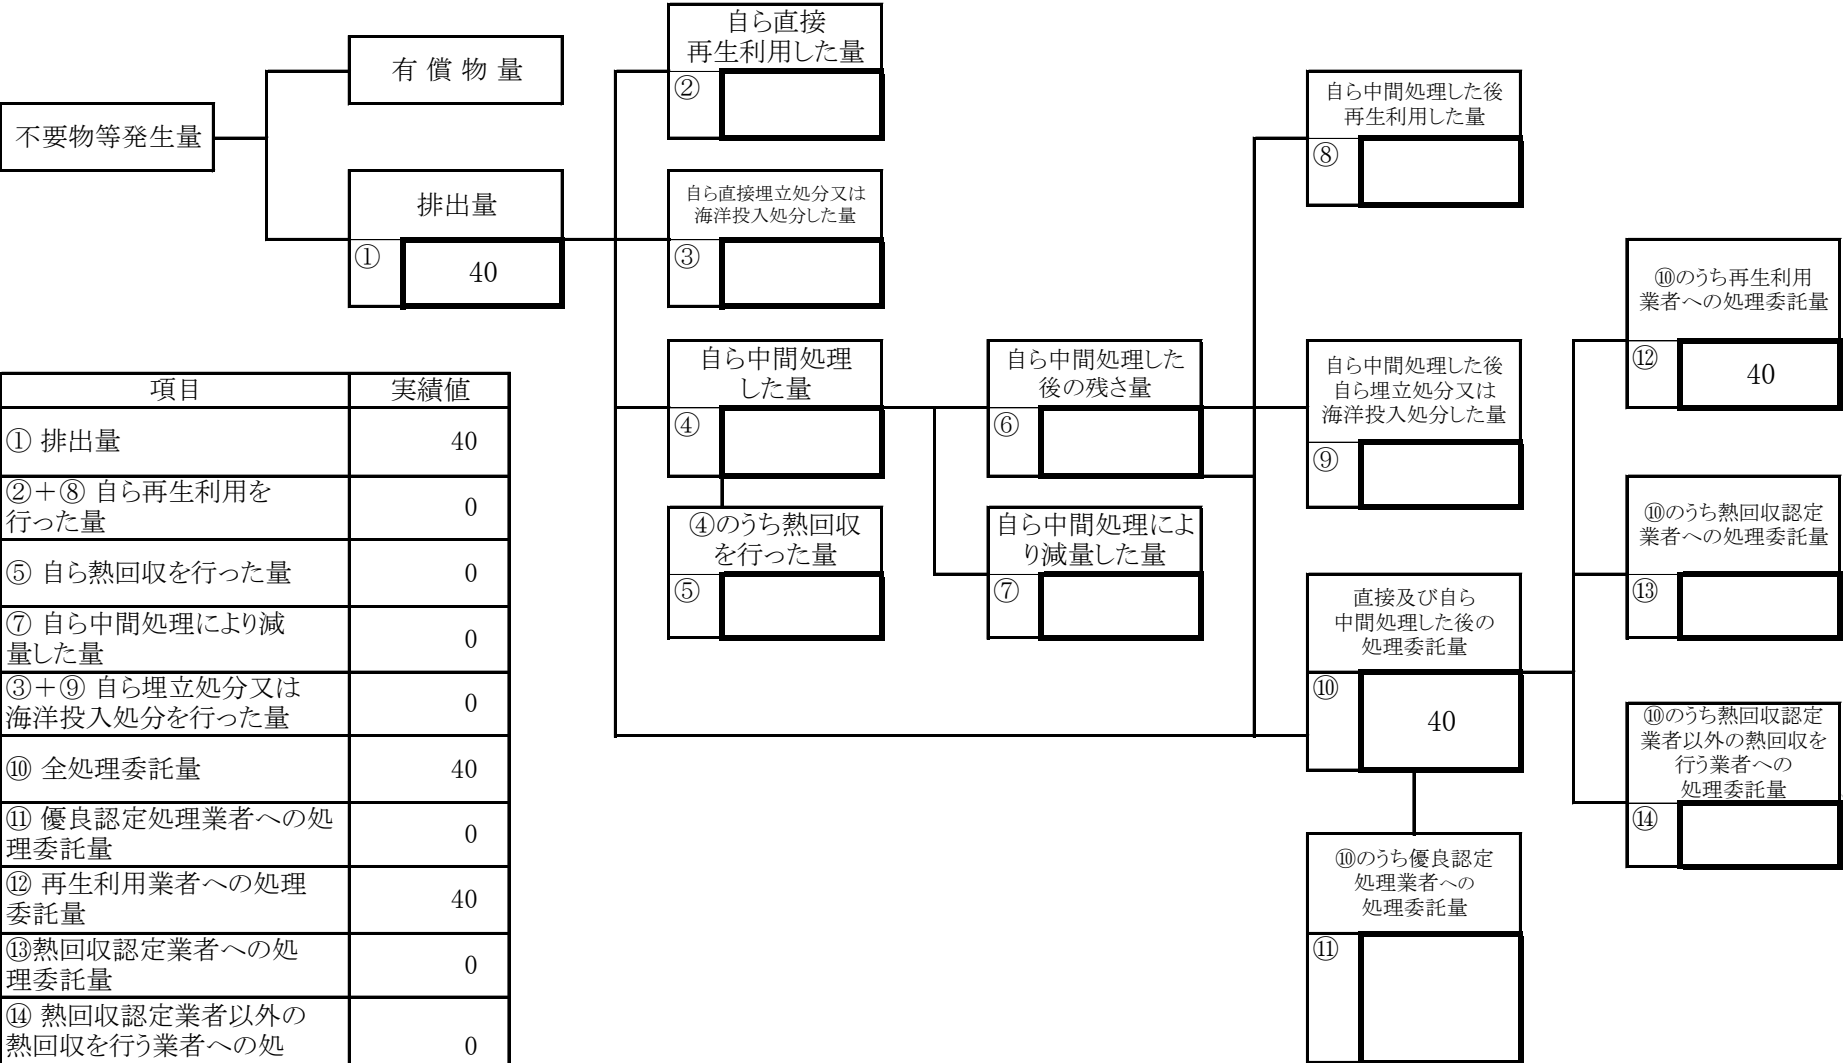 不要物等発生量
有償物量
排出量
①
40
自ら直接
再生利用した量
②
自ら直接埋立処分又は
海洋投入処分した量
③
自ら中間処理
した量
④
④のうち熱回収
を行った量
⑤
自ら中間処理した
後の残さ量
⑥
自ら中間処理によ
り減量した量
⑦
自ら中間処理した後
再生利用した量
⑧
自ら中間処理した後
自ら埋立処分又は
海洋投入処分した量
⑨
直接及び自ら
中間処理した後の
処理委託量
⑩
40
⑩のうち優良認定
処理業者への
処理委託量
⑪
⑩のうち再生利用
業者への処理委託量
⑫
40
⑩のうち熱回収認定
業者への処理委託量
⑬
⑩のうち熱回収認定
業者以外の熱回収を
行う業者への
処理委託量
⑭
項目 実績値
① 排出量 40
②+⑧ 自ら再生利用を
行った量 0
⑤ 自ら熱回収を行った量 0
⑦ 自ら中間処理により減
量した量 0
③+⑨ 自ら埋立処分又は
海洋投入処分を行った量 0
⑩ 全処理委託量 40
⑪ 優良認定処理業者への処
理委託量 0
⑫ 再生利用業者への処理
委託量 40
⑬熱回収認定業者への処
理委託量 0
⑭ 熱回収認定業者以外の
熱回収を行う業者への処 0